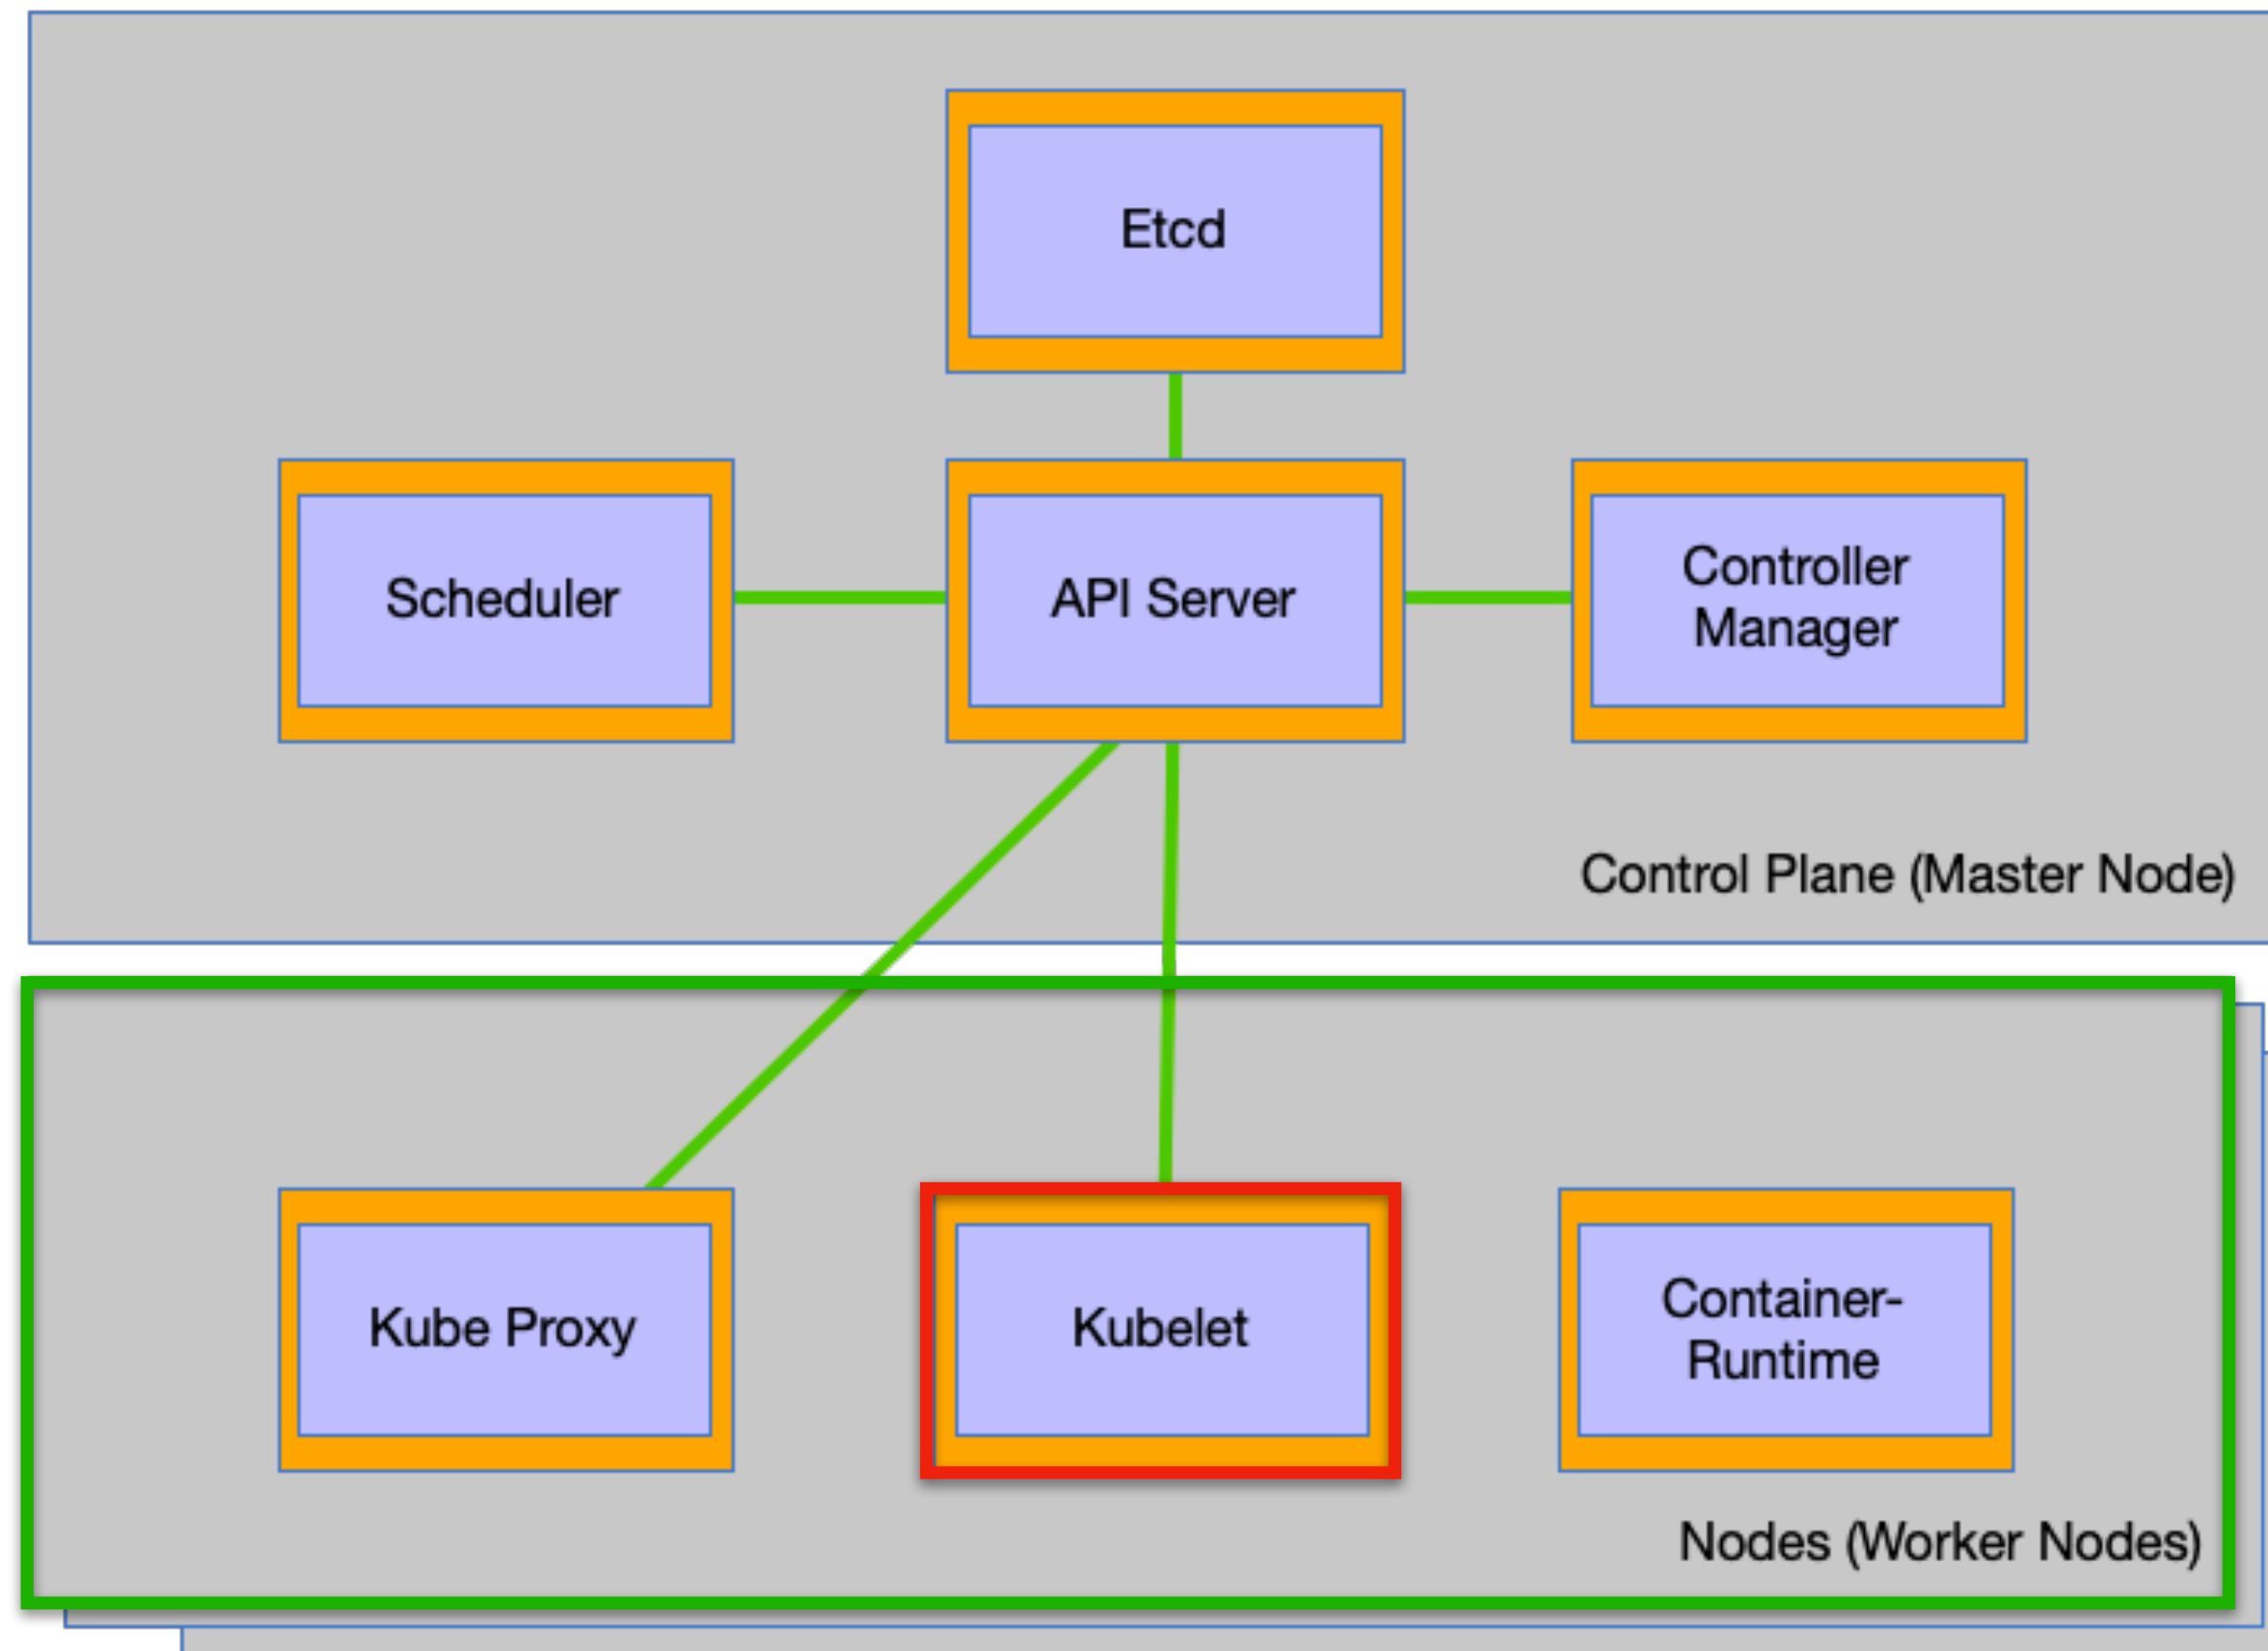 Etcd
Scheduler
API Server
Controller
Manager
Control Plane (Master Node)
Kube Proxy
Kubelet
Container-
Runtime
Nodes (Worker Nodes)